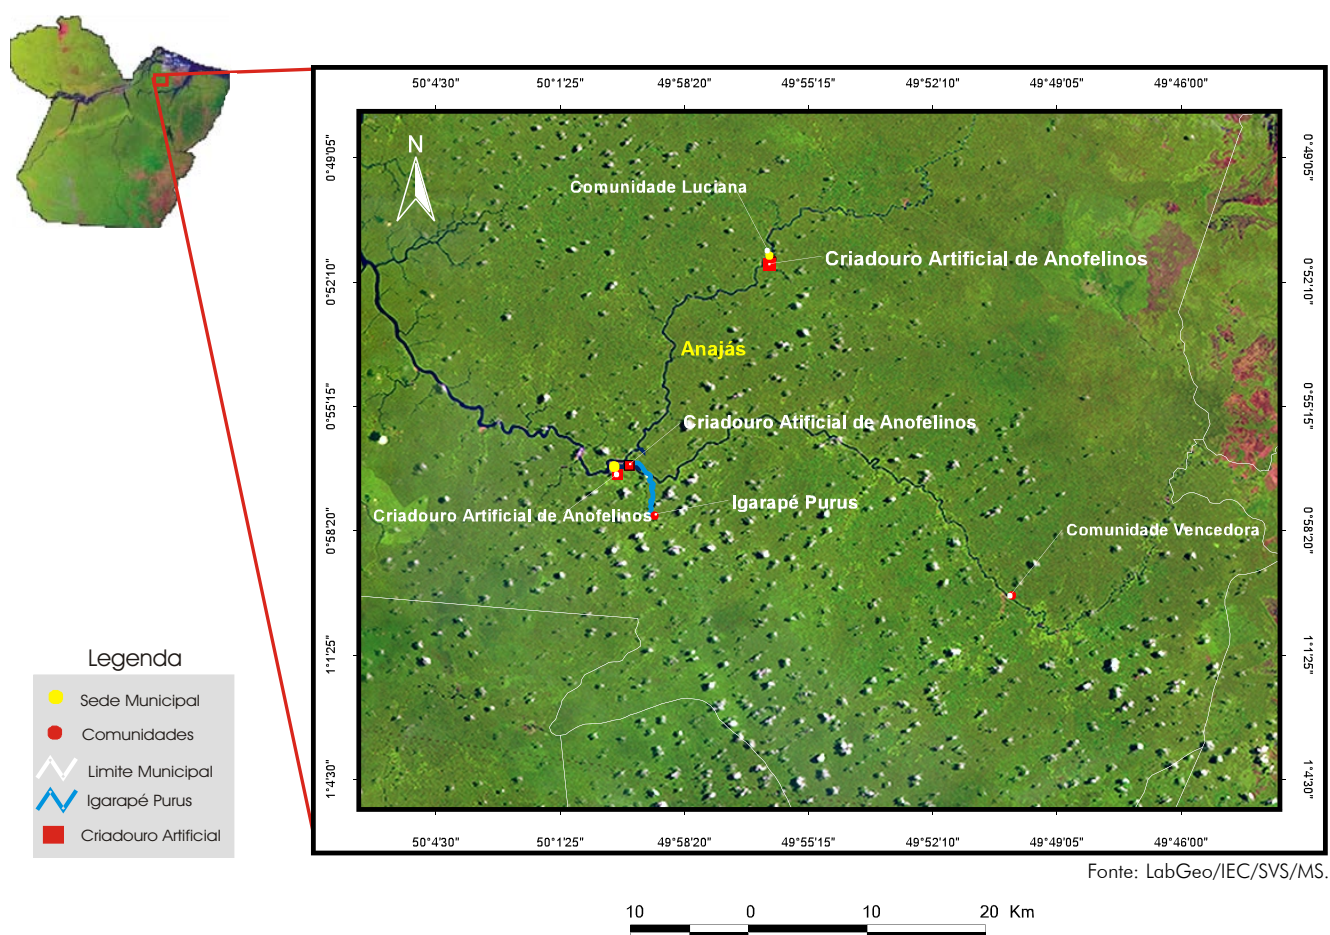 50°4'30" 50°1'25" 49°58'20" 49°55'15" 49°52'10" 49°49'05" 49°46'00"
0°49'05"
0°52'10"
0°55'15"
0°58'20"
1°1'25"
1°4'30"
N
Comunidade Luciana
Criadouro Artificial de Anofelinos
Anajás
Criadouro Atificial de Anofelinos
Igarapé Purus
Criadouro Artificial de Anofelinos
Comunidade Vencedora
0°49'05"
0°52'10"
0°55'15"
0°58'20"
1°1'25"
1°4'30"
50°4'30" 50°1'25" 49°58'20" 49°55'15" 49°52'10" 49°49'05" 49°46'00"
Legenda
Sede Municipal
Comunidades
Limite Municipal
Igarapé Purus
Criadouro Artificial
Fonte: LabGeo/IEC/SVS/MS.
10 0 10 20 Km